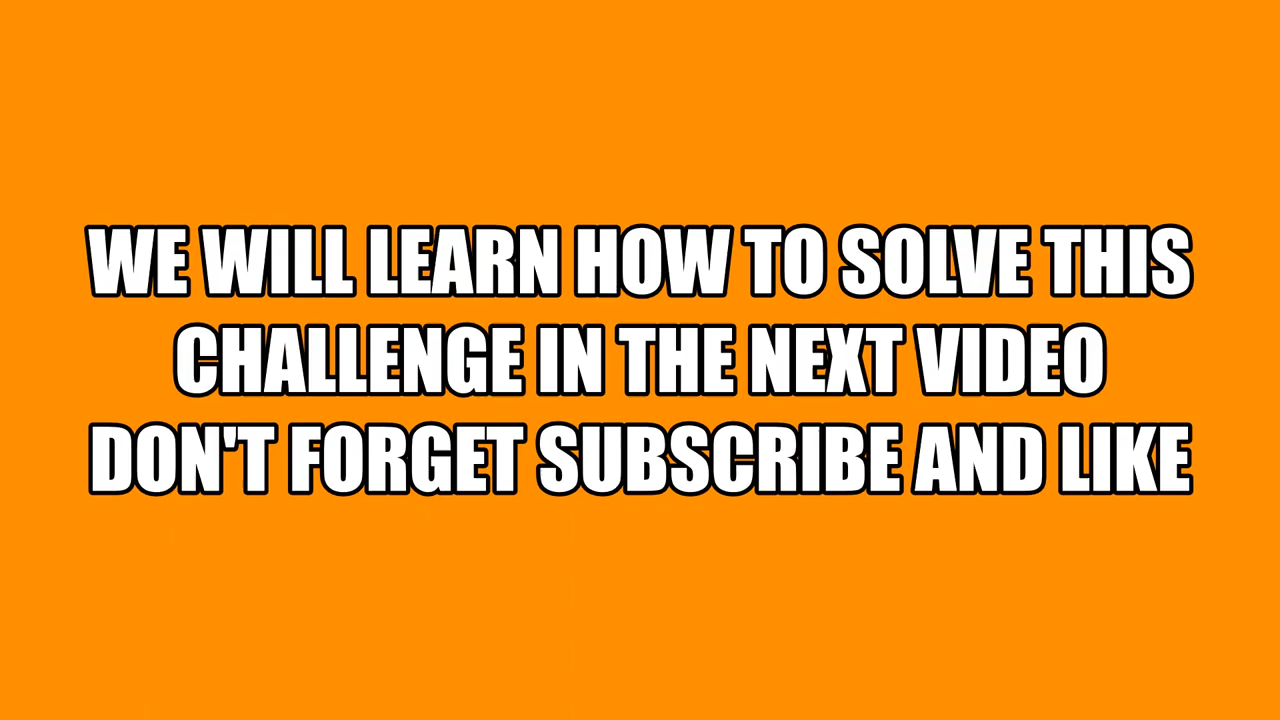 WE WILL LEARN HOW TO SOLVE THIS
CHALLENGE IN THE NEXT VIDEO
DON'T FORGET SUBSCRIBE AND LIKE